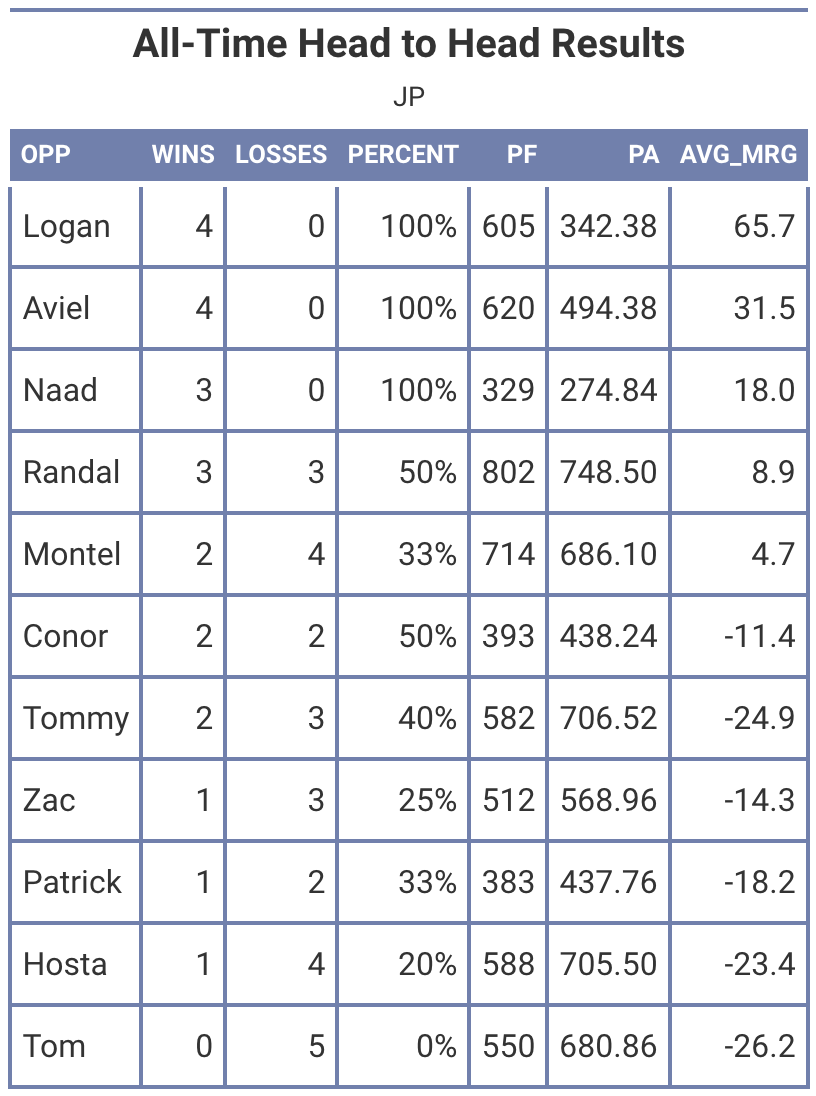 All-Time Head to Head Results
JP
OPP WINS LOSSES PERCENT PF PA AVG_MRG
Logan 4 0 100% 605 342.38 65.7
Aviel 4 0 100% 620 494.38 31.5
Naad 3 0 100% 329 274.84 18.0
Randal 3 3 50% 802 748.50 8.9
Montel 2 4 33% 714 686.10 4.7
Conor 2 2 50% 393 438.24 -11.4
Tommy 2 3 40% 582 706.52 -24.9
Zac 1 3 25% 512 568.96 -14.3
Patrick 1 2 33% 383 437.76 -18.2
Hosta 1 4 20% 588 705.50 -23.4
Tom 0 5 0% 550 680.86 -26.2